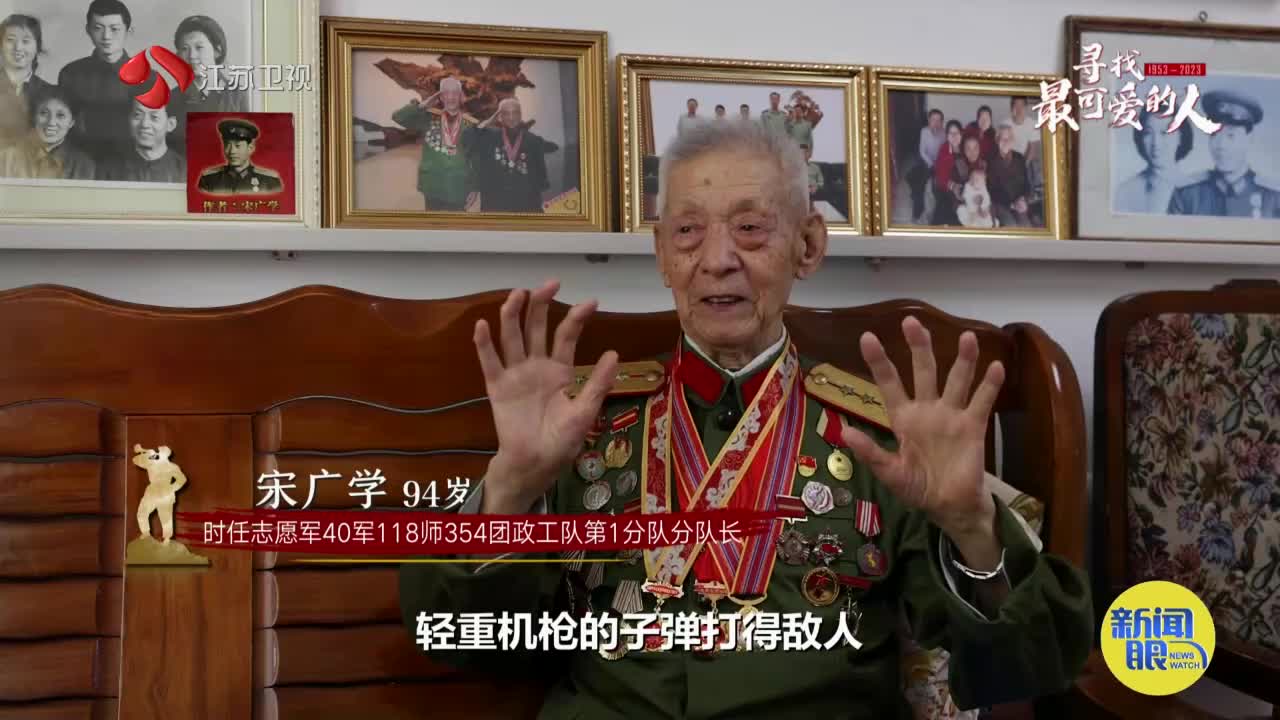 江苏卫视
寻找
1953-2023
最可爱的人
作者：宋广学
宋广学 94岁
时任志愿军40军118师354团政工队第1分队分队长
轻重机枪的子弹打得敌人
新闻眼
NEWS
WATCH